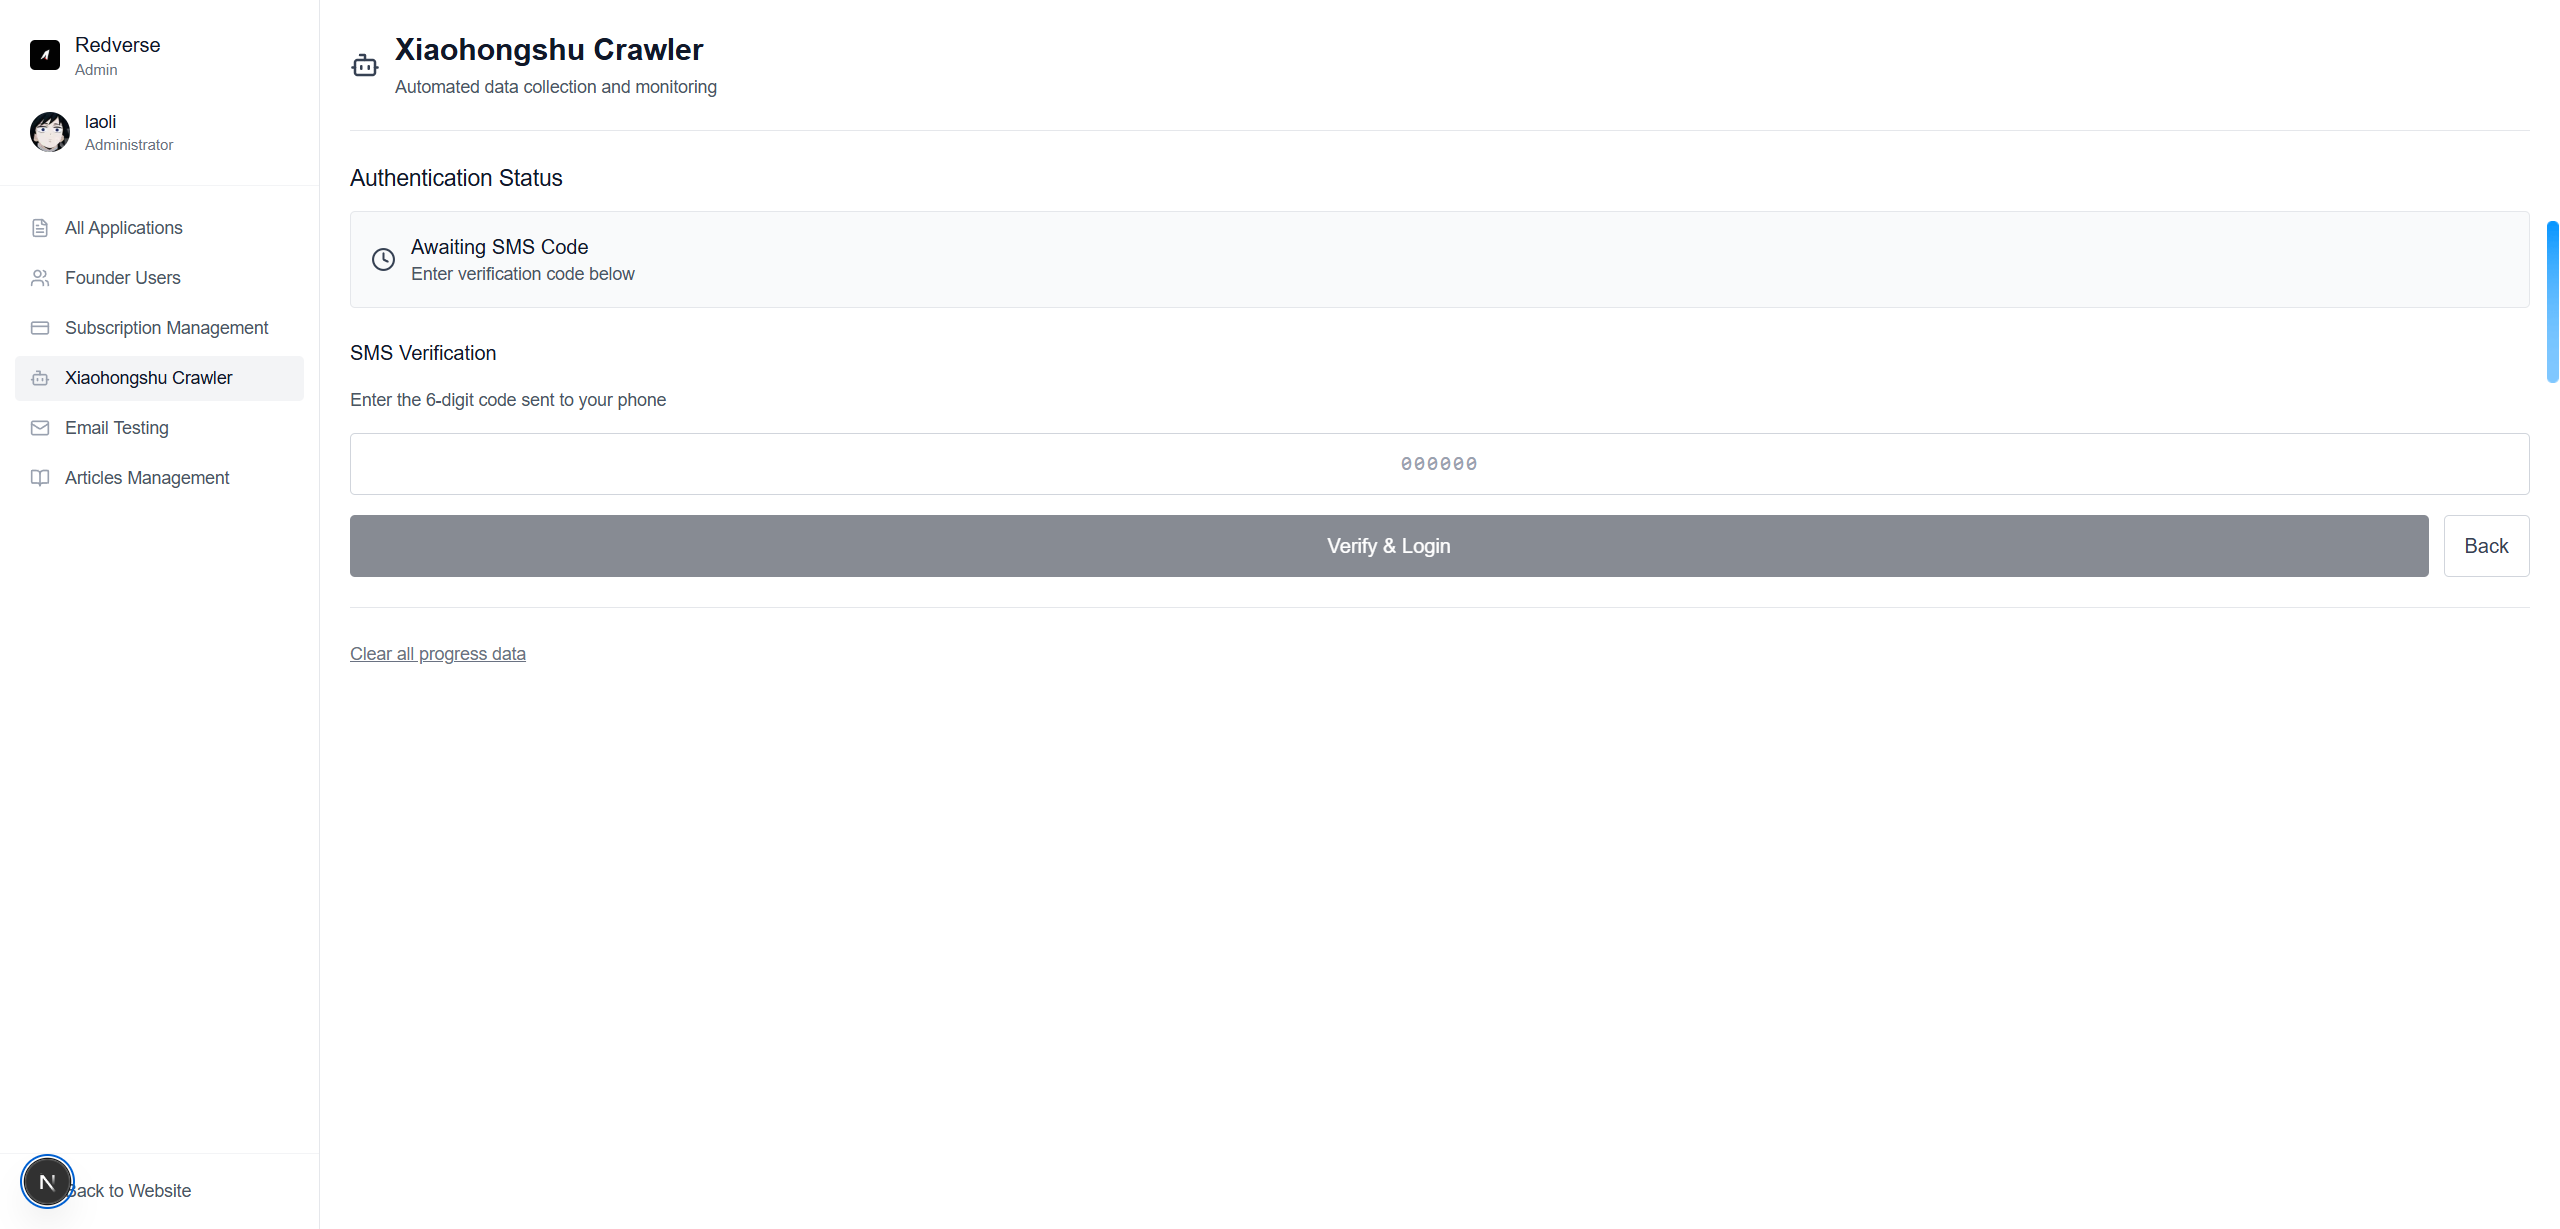 Redverse
Admin
laoli
Administrator
All Applications
Founder Users
Subscription Management
Xiaohongshu Crawler
Email Testing
Articles Management
N
Back to Website
Xiaohongshu Crawler
Automated data collection and monitoring
Authentication Status
Awaiting SMS Code
Enter verification code below
SMS Verification
Enter the 6-digit code sent to your phone
000000
Verify & Login
Back
Clear all progress data